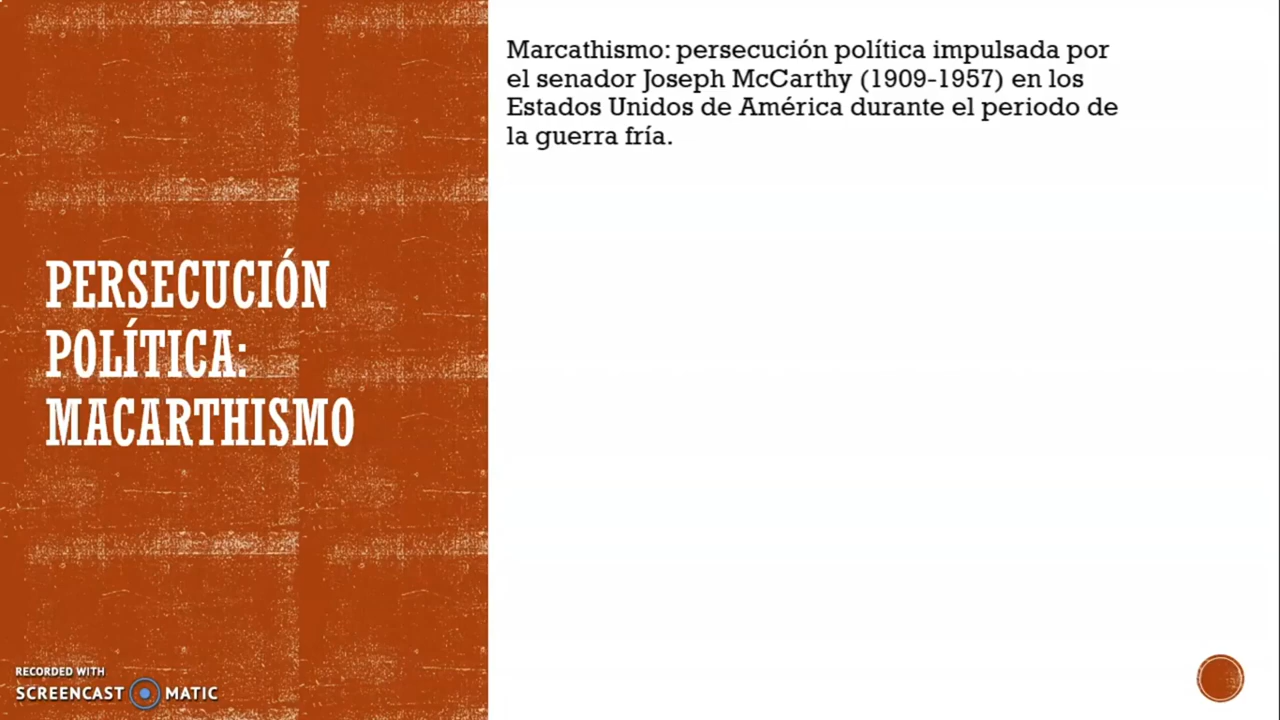 PERSECUCIÓN
POLÍTICA:
MACARTHISMO
Marcathismo: persecución política impulsada por
el senador Joseph McCarthy (1909-1957) en los
Estados Unidos de América durante el periodo de
la guerra fría.
RECORDED WITH
SCREENCAST MATIC